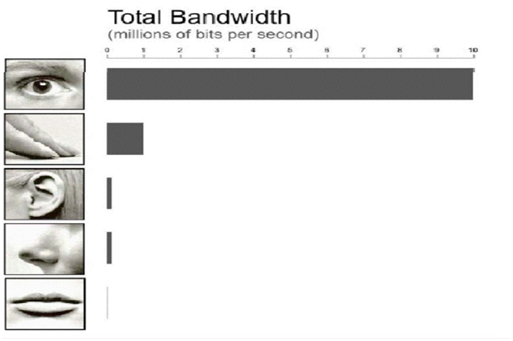 Total Bandwidth
(millions of bits per second)
0 1 2 3 4 5 6 7 8 9 10